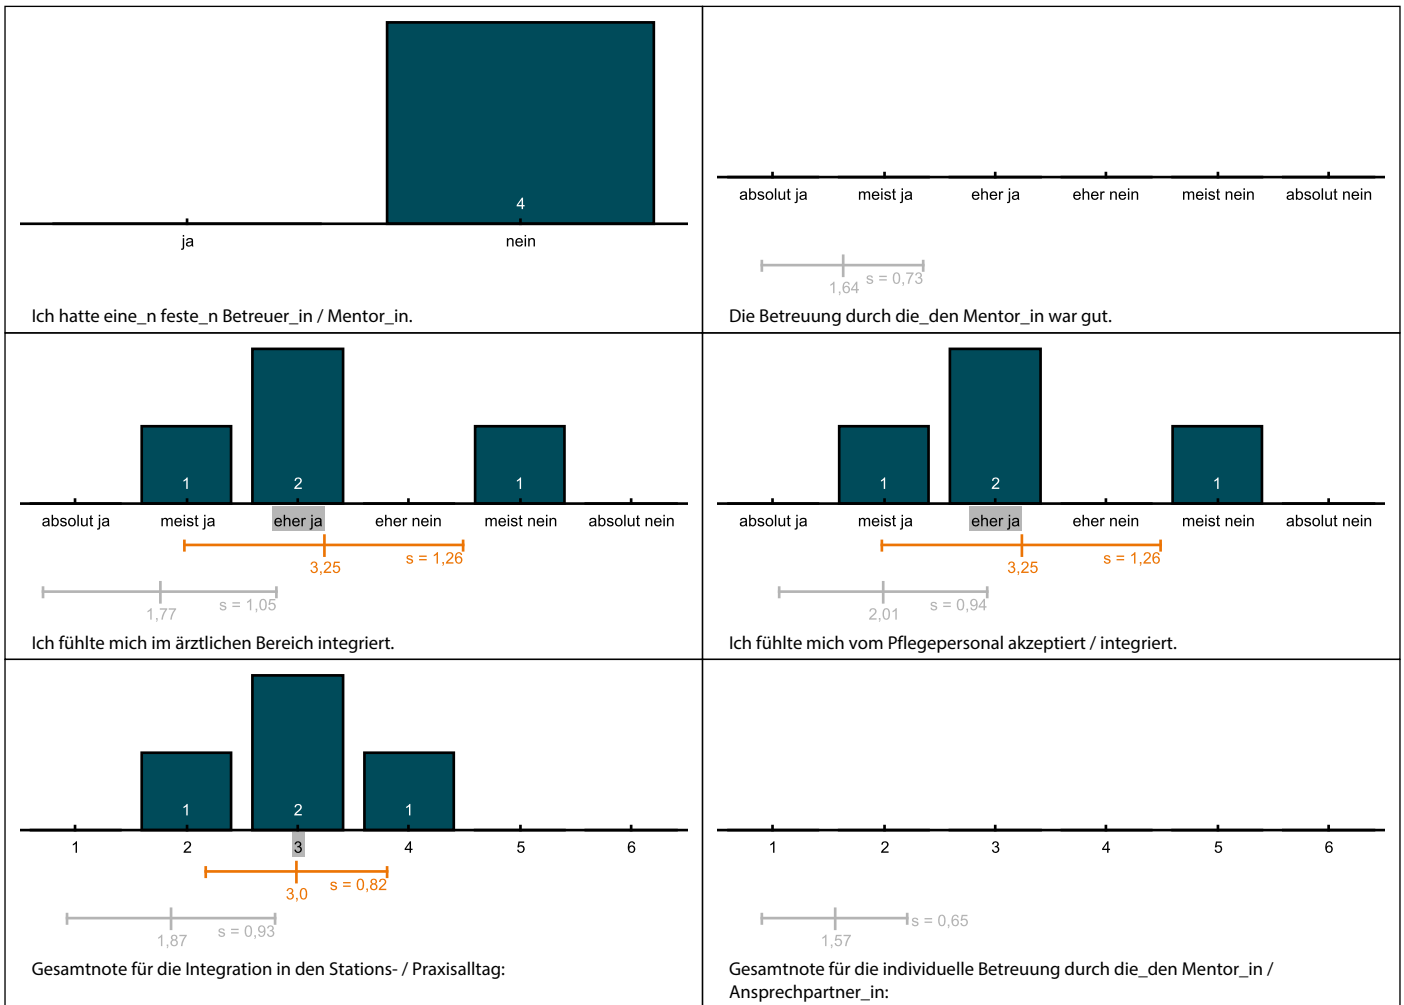 4
ja nein
Ich hatte eine_n feste_n Betreuer_in / Mentor_in.
absolut ja meist ja eher ja eher nein meist nein absolut nein
1,64 s = 0,73
Die Betreuung durch die_den Mentor_in war gut.
1 2 1
absolut ja meist ja eher ja eher nein meist nein absolut nein
3,25 s = 1,26
1,77 s = 1,05
Ich fühlte mich im ärztlichen Bereich integriert.
1 2 1
absolut ja meist ja eher ja eher nein meist nein absolut nein
3,25 s = 1,26
2,01 s = 0,94
Ich fühlte mich vom Pflegepersonal akzeptiert / integriert.
1 2 1
1 2 3 4 5 6
3,0 s = 0,82
1,87 s = 0,93
Gesamtnote für die Integration in den Stations- / Praxisalltag:
1 2 3 4 5 6
1,57 s = 0,65
Gesamtnote für die individuelle Betreuung durch die_den Mentor_in /
Ansprechpartner_in: